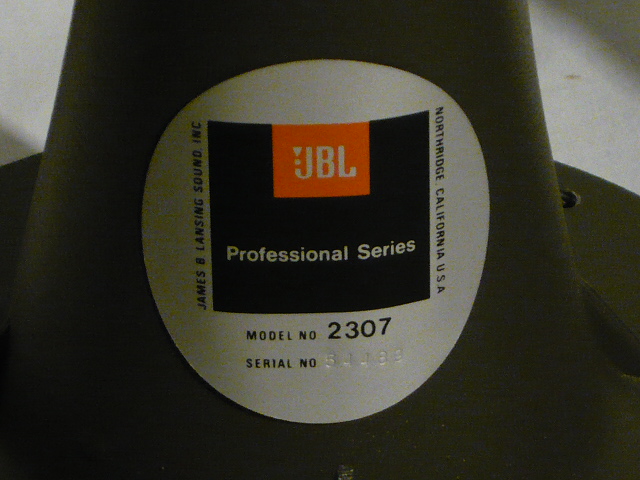 JAMES B LANSING SOUND, INC
JBL
Professional Series
NORTHRIDGE, CALIFORNIA U S A
MODEL NO 2307
SERIAL NO